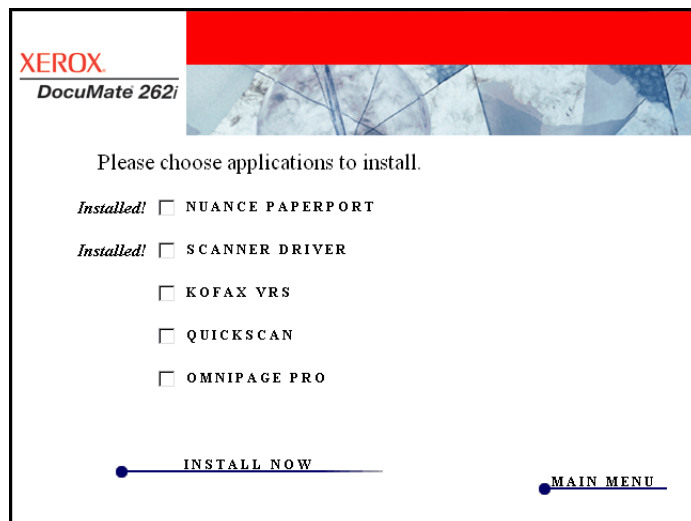 XEROX.
DocuMate 262i
Please choose applications to install.
Installed! NUANCE PAPERPORT
Installed! SCANNER DRIVER
KOFAX VRS
QUICKSCAN
OMNIPAGE PRO
INSTALL NOW
MAIN MENU